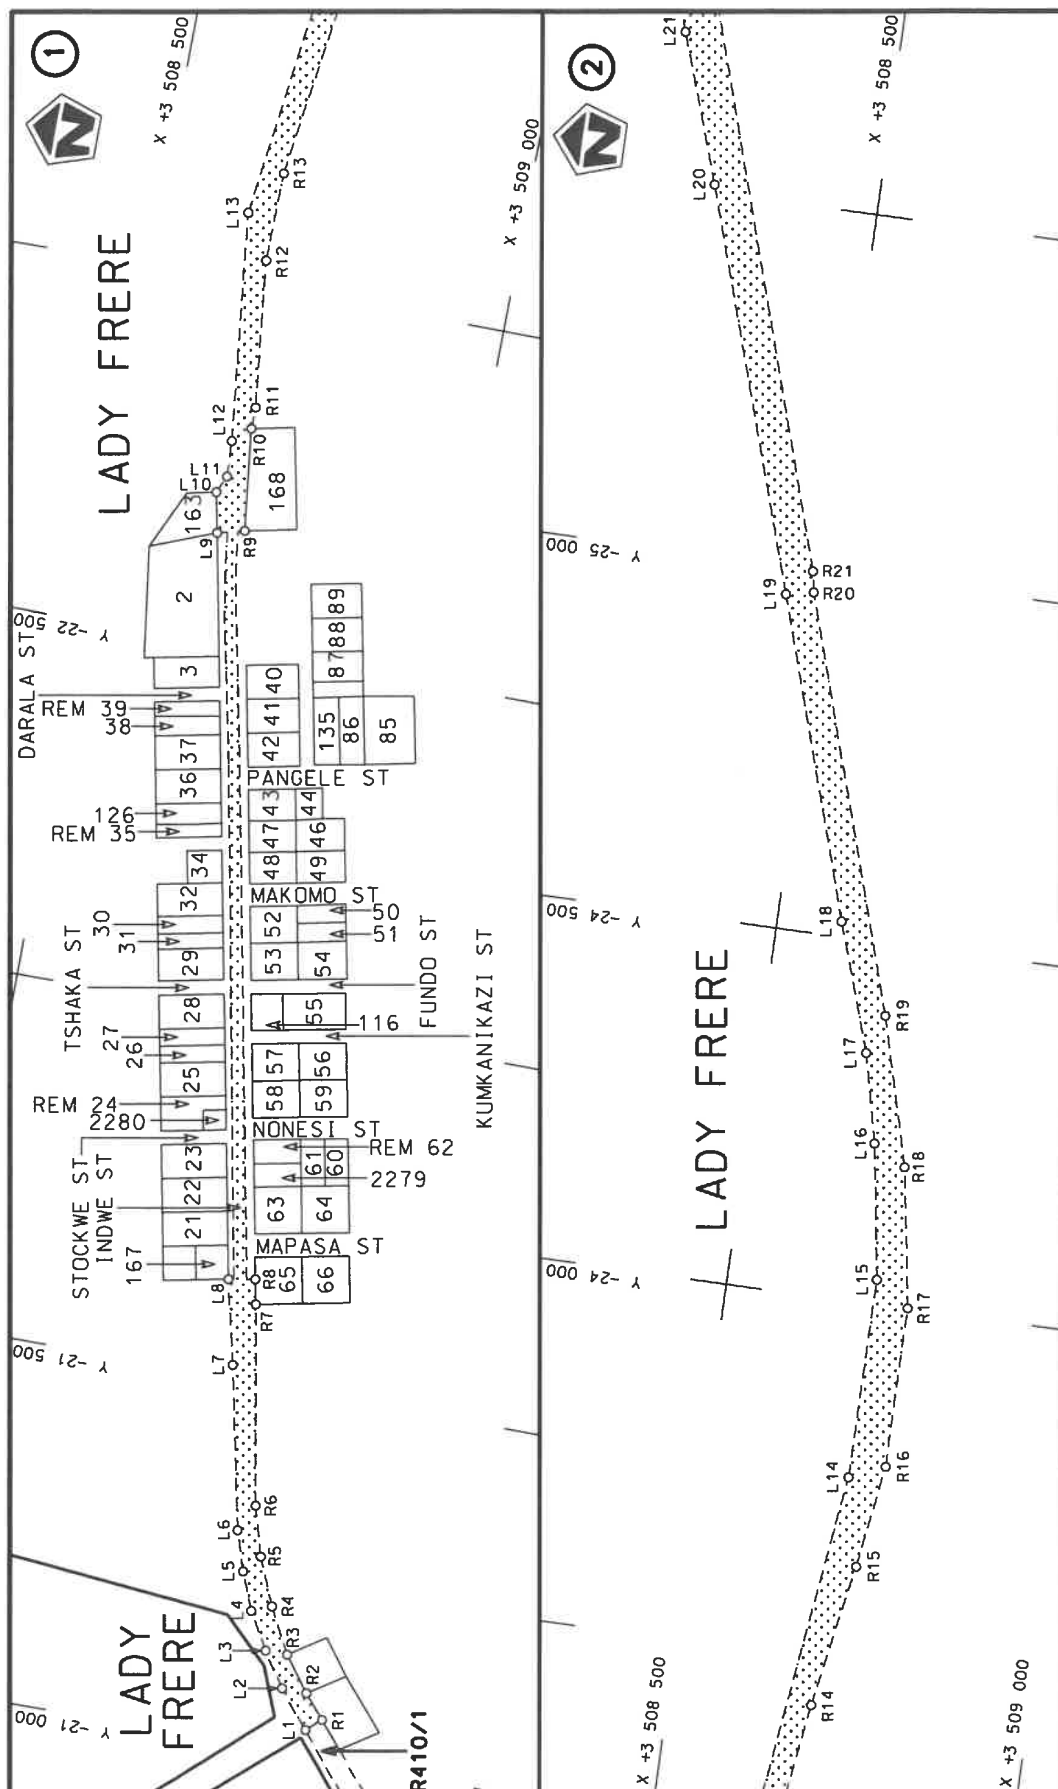 1
N
X +3 508 500
X +3 509 000
LADY FRERE
L13
R13
R12
L12
R11
R10
L11
L10
163
168
L9
R9
2
Y -22 500
DARALA ST
3
REM 39
38
37
36
126
REM 35
34
32
30
31
29
TSHAKA ST
28
27
26
25
REM 24
2280
STOCKWE ST
INDWE ST
23
22
21
167
89
88
87
40
41
42
135
86
85
PANGELE ST
43
44
47
46
48
49
MAKOMO ST
50
51
52
53
54
FUNDO ST
55
116
KUMKANIKAZI ST
57
56
58
59
NONESI ST
REM 62
61
60
2279
63
64
MAPASA ST
65
66
L8
R8
R7
L7
Y -21 500
R6
L6
R5
L5
R4
L4
R3
L3
R2
L2
R1
L1
LADY
FRERE
Y -21 000
R410/1
2
N
X +3 508 500
L21
L20
Y -25 000
L19
R21
R20
Y -24 500
L18
R19
L17
LADY FRERE
L16
R18
Y -24 000
L15
R17
L14
R16
R15
R14
X +3 508 500
X +3 509 000